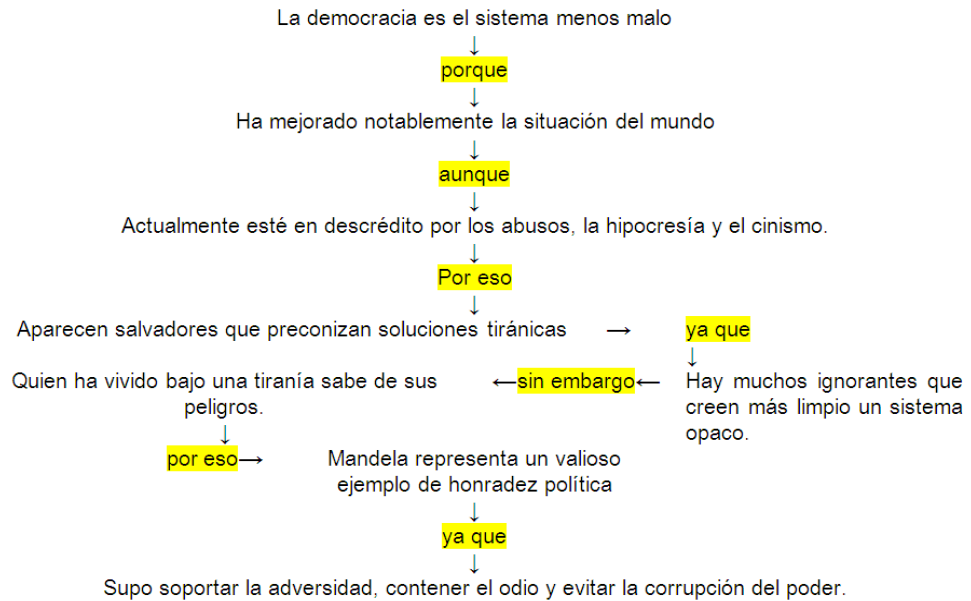 La democracia es el sistema menos malo
↓
porque
↓
Ha mejorado notablemente la situación del mundo
↓
aunque
↓
Actualmente esté en descrédito por los abusos, la hipocresía y el cinismo.
↓
Por eso
↓
Aparecen salvadores que preconizan soluciones tiránicas → ya que
↓
Hay muchos ignorantes que
creen más limpio un sistema
opaco.
←sin embargo←
Quien ha vivido bajo una tiranía sabe de sus
peligros.
↓
por eso→
Mandela representa un valioso
ejemplo de honradez política
↓
ya que
↓
Supo soportar la adversidad, contener el odio y evitar la corrupción del poder.